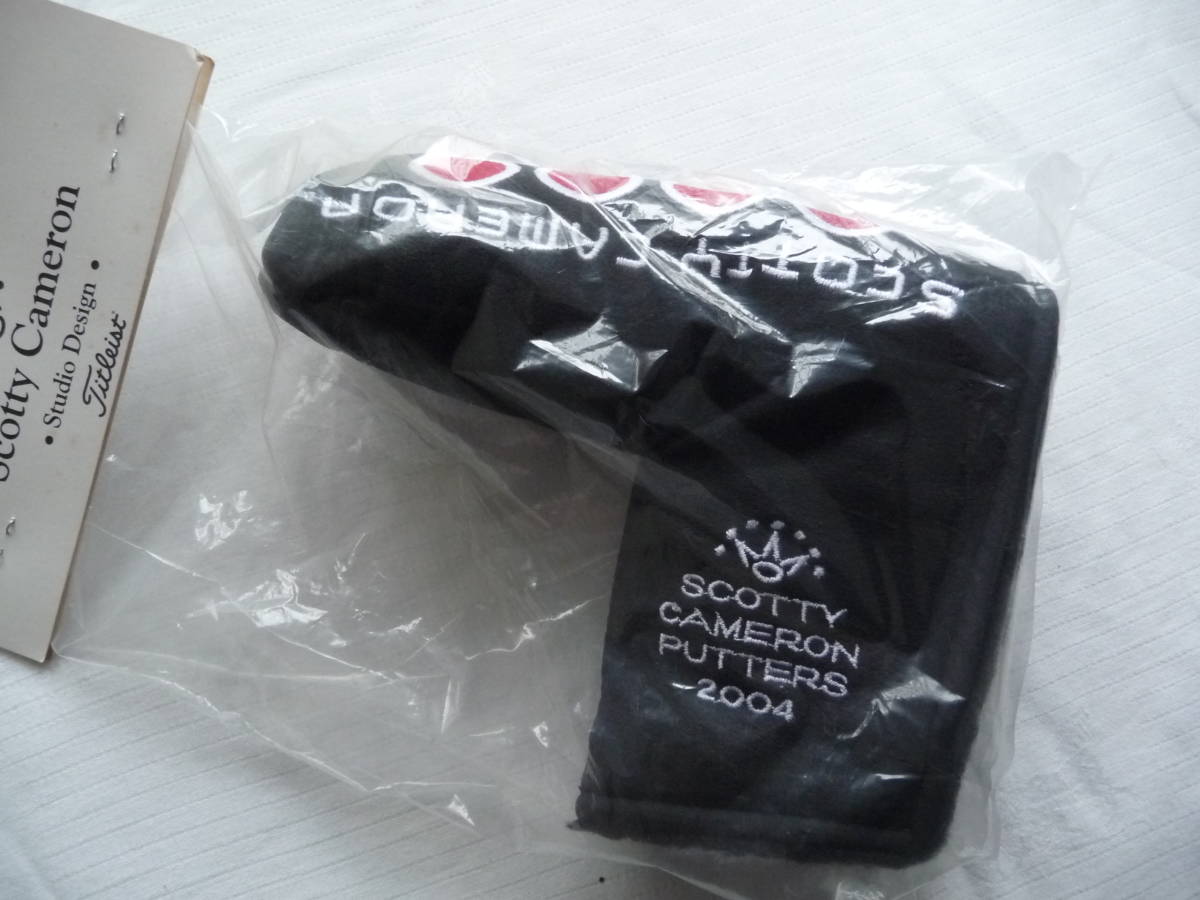 Scotty Cameron
• Studio Design •
Titleist
SCOTTY CAMERON
SCOTTY
CAMERON
PUTTERS
2004